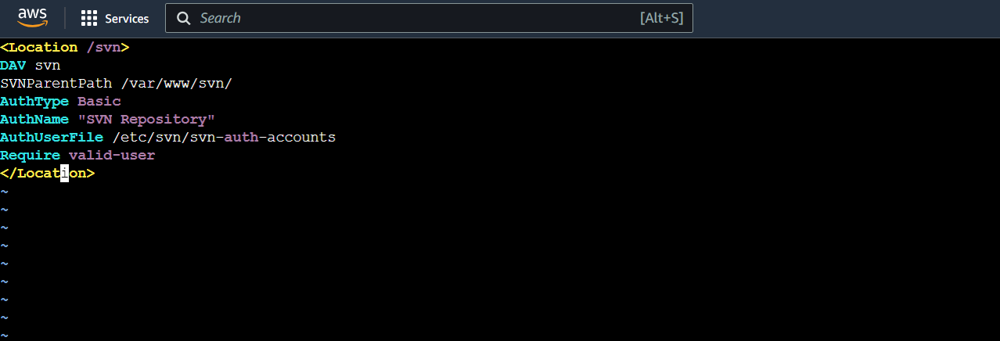 aws Services Search [Alt+S]
<Location /svn>
DAV svn
SVNParentPath /var/www/svn/
AuthType Basic
AuthName "SVN Repository"
AuthUserFile /etc/svn/svn-auth-accounts
Require valid-user
</Location>
~
~
~
~
~
~
~
~
~